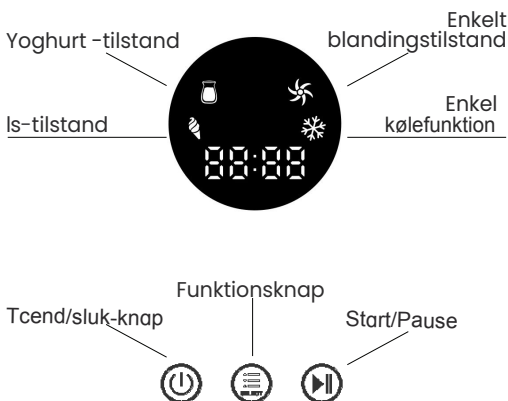 Yoghurt -tilstand
Enkelt
blandingstilstand
Is-tilstand
Enkel
kølefunktion
88:88
Funktionsknap
Tcend/sluk-knap
Start/Pause
SELECT